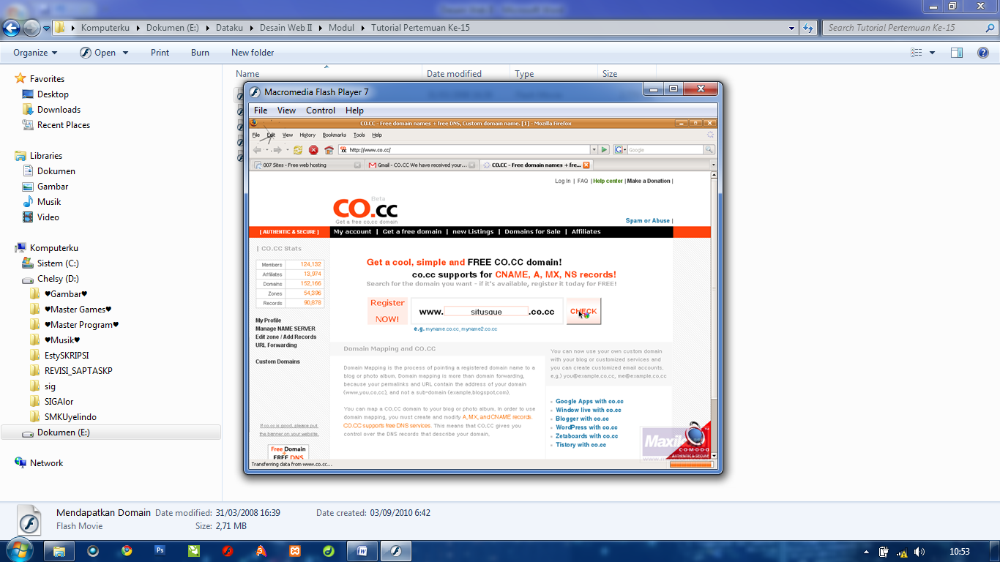 Komputerku Dokumen (E:) Dataku Desain Web II Modul Tutorial Pertemuan Ke-15
Search Tutorial Pertemuan Ke-15
Organize Open Print Burn New folder
Favorites
Desktop
Downloads
Recent Places
Libraries
Dokumen
Gambar
Musik
Video
Komputerku
Sistem (C:)
Chelsy (D:)
♥Gambar♥
♥Master Games♥
♥Master Program♥
♥Musik♥
EstySKRIPSI
REVISI_SAPTASKP
sig
SIGAlor
SMKUyelindo
Dokumen (E:)
Network
Name Date modified Type Size
Macromedia Flash Player 7
File View Control Help
CO.CC - Free domain names + free DNS, Custom domain name. [1] - Mozilla Firefox
File Edit View History Bookmarks Tools Help
http://www.co.cc/
Google
007 Sites - Free web hosting
Gmail - CO.CC We have received your...
CO.CC - Free domain names + fre...
Log In | FAQ | Help center | Make a Donation |
Beta
CO.cc
Get a free co.cc domain
Spam or Abuse |
[ AUTHENTIC & SECURE ]
My account | Get a free domain | new Listings | Domains for Sale | Affiliates
| CO.CC Stats
Members 124,132
Affiliates 13,974
Domains 152,166
Zones 54,396
Records 90,878
My Profile
Manage NAME SERVER
Edit zone / Add Records
URL Forwarding
Custom Domains
If co.cc is good, please put
the banner on your website.
Free Domain
+
FREE DNS
Get a cool, simple and FREE CO.CC domain!
co.cc supports for CNAME, A, MX, NS records!
Search for the domain you want - if it's available, register it today for FREE!
Register
NOW!
www. situsque .co.cc
CHECK
e.g. myname.co.cc, myname2.co.cc
Domain Mapping and CO.CC
Domain Mapping is the process of pointing a registered domain name to a
blog or photo album. Domain mapping is more than domain forwarding,
because your permalinks and URL contain the address of your domain
(www.you.co.cc), and not a sub-domain (example.blogspot.com).
You can map a CO.CC domain to your blog or photo album. In order to use
domain mapping, you must create and modify A, MX, and CNAME records.
CO.CC supports free DNS services. This means that CO.CC gives you
control over the DNS records that describe your domain.
You can now use your own custom domain
with your blog or customized services and
you can create customized email accounts.
e.g.) you@example.co.cc, me@example.co.cc
Google Apps with co.cc
Window live with co.cc
Blogger with co.cc
WordPress with co.cc
Zetaboards with co.cc
Tistory with co.cc
COMODO
AUTHENTIC & SECURE
Transferring data from www.co.cc...
Mendapatkan Domain Date modified: 31/03/2008 16:39 Date created: 03/09/2010 6:42
Flash Movie Size: 2,71 MB
10:53